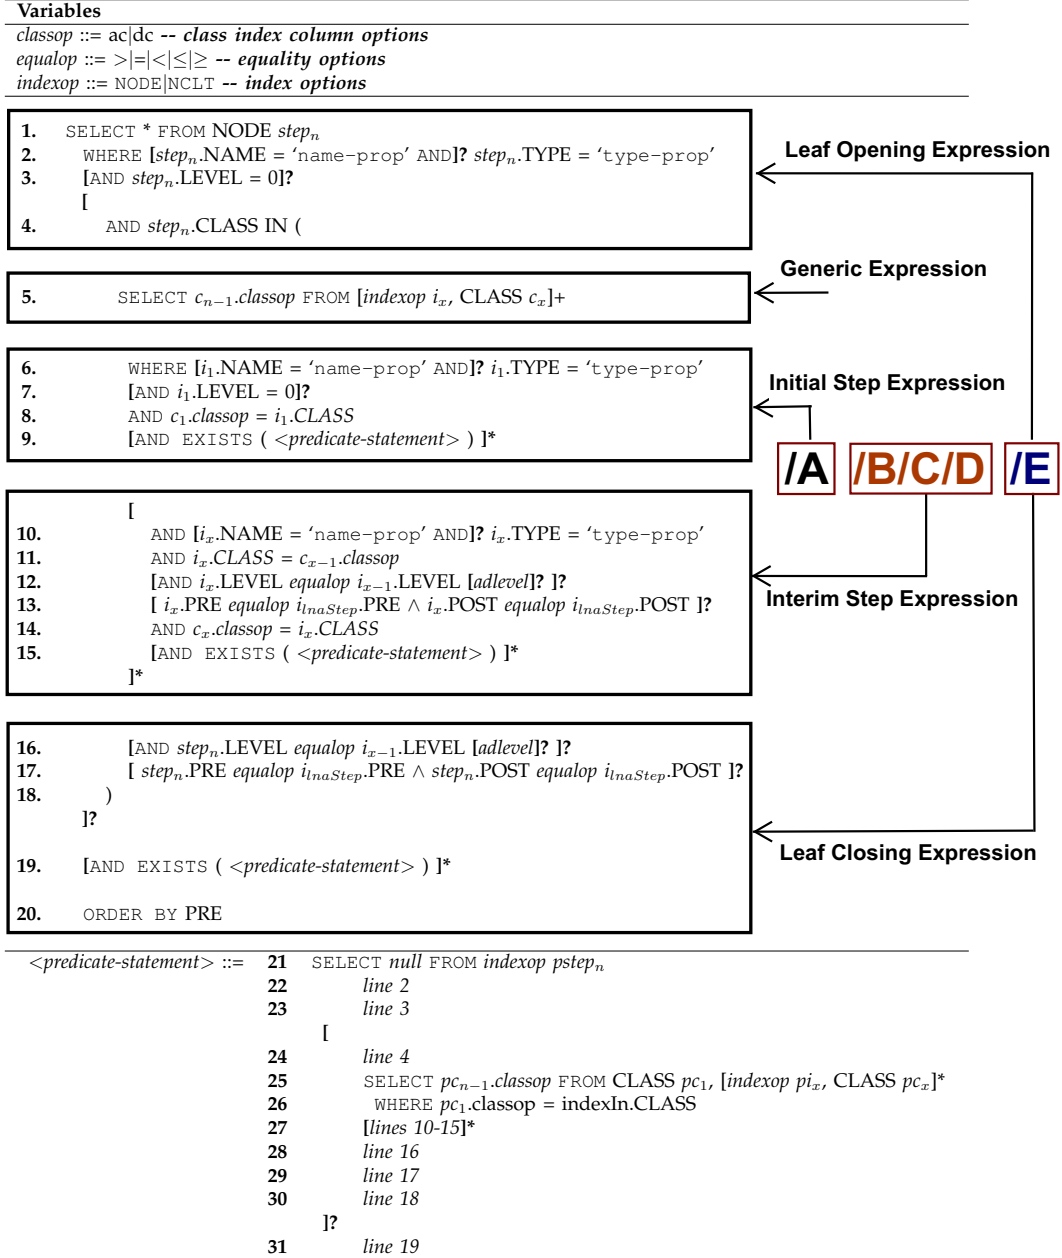 Variables
classop ::= ac|dc -- class index column options
equalop ::= >|=|<|≤|≥ -- equality options
indexop ::= NODE|NCLT -- index options
1. SELECT * FROM NODE stepₙ
2. WHERE [stepₙ.NAME = ‘name-prop’ AND]? stepₙ.TYPE = ‘type-prop’
3. [AND stepₙ.LEVEL = 0]?
[
4. AND stepₙ.CLASS IN (
Leaf Opening Expression
5. SELECT cₙ₋₁.classop FROM [indexop iₓ, CLASS cₓ]+
Generic Expression
6. WHERE [i₁.NAME = ‘name-prop’ AND]? i₁.TYPE = ‘type-prop’
7. [AND i₁.LEVEL = 0]?
8. AND c₁.classop = i₁.CLASS
9. [AND EXISTS ( <predicate-statement> ) ]*
Initial Step Expression
/A /B/C/D /E
[
10. AND [iₓ.NAME = ‘name-prop’ AND]? iₓ.TYPE = ‘type-prop’
11. AND iₓ.CLASS = cₓ₋₁.classop
12. [AND iₓ.LEVEL equalop iₓ₋₁.LEVEL [adlevel]? ]?
13. [ iₓ.PRE equalop i_lnaStep.PRE ∧ iₓ.POST equalop i_lnaStep.POST ]?
14. AND cₓ.classop = iₓ.CLASS
15. [AND EXISTS ( <predicate-statement> ) ]*
]*
Interim Step Expression
16. [AND stepₙ.LEVEL equalop iₓ₋₁.LEVEL [adlevel]? ]?
17. [ stepₙ.PRE equalop i_lnaStep.PRE ∧ stepₙ.POST equalop i_lnaStep.POST ]?
18. )
]?
19. [AND EXISTS ( <predicate-statement> ) ]*
20. ORDER BY PRE
Leaf Closing Expression
<predicate-statement> ::= 21 SELECT null FROM indexop pstepₙ
22 line 2
23 line 3
[
24 line 4
25 SELECT pcₙ₋₁.classop FROM CLASS pc₁, [indexop piₓ, CLASS pcₓ]*
26 WHERE pc₁.classop = indexIn.CLASS
27 [lines 10-15]*
28 line 16
29 line 17
30 line 18
]?
31 line 19